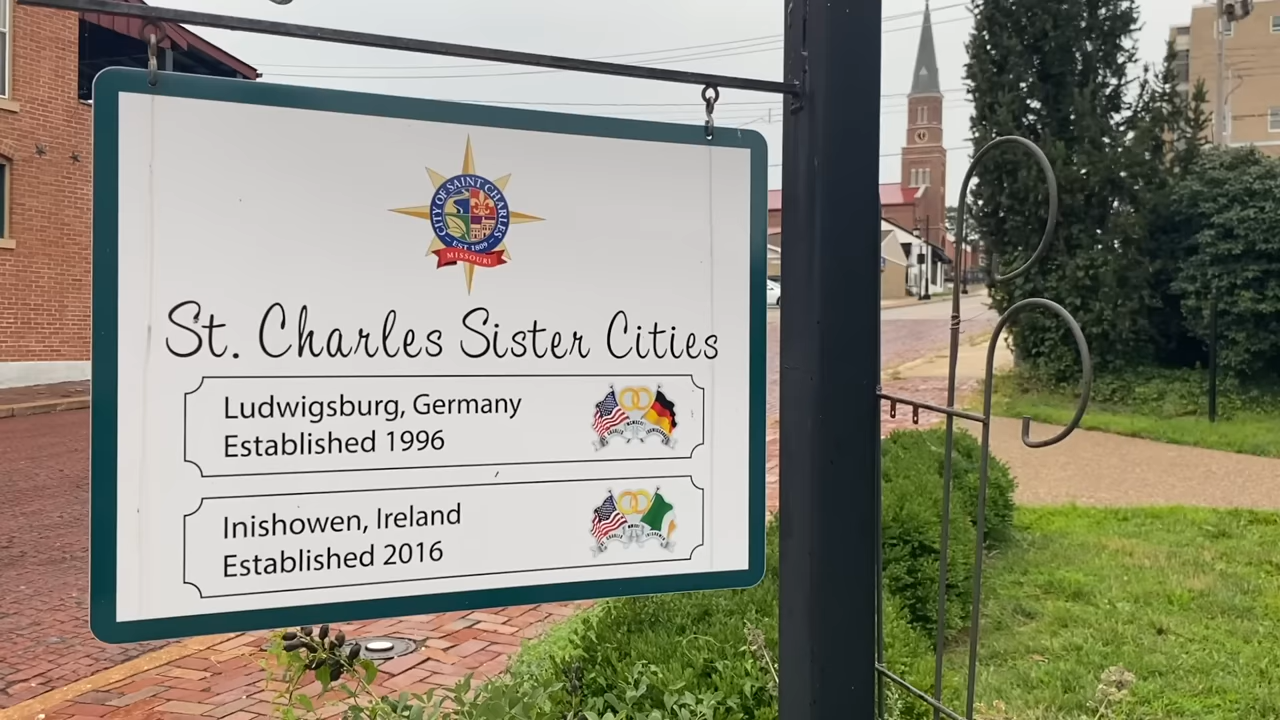 CITY OF SAINT CHARLES
EST 1809
MISSOURI
St. Charles Sister Cities
Ludwigsburg, Germany
Established 1996
Inishowen, Ireland
Established 2016